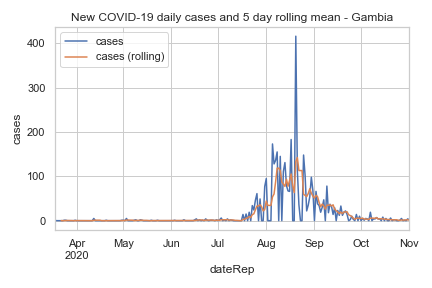 New COVID-19 daily cases and 5 day rolling mean - Gambia
cases
cases (rolling)
400
300
200
100
0
cases
Apr May Jun Jul Aug Sep Oct Nov
2020
dateRep